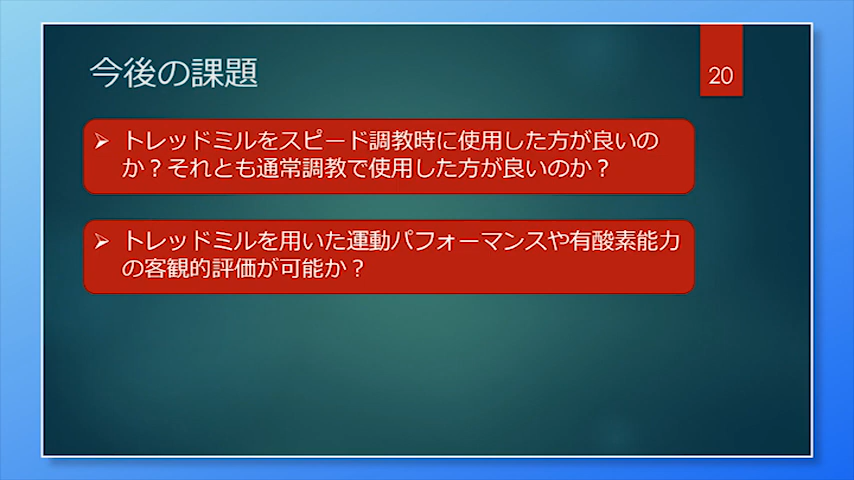 今後の課題
20
➢ トレッドミルをスピード調教時に使用した方が良いの
か？それとも通常調教で使用した方が良いのか？
➢ トレッドミルを用いた運動パフォーマンスや有酸素能力
の客観的評価が可能か？